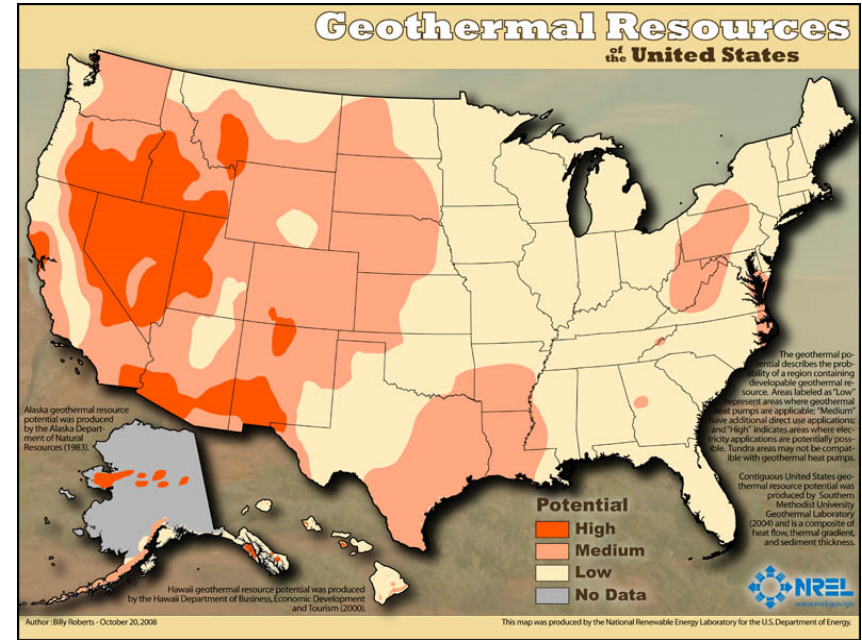 Geothermal Resources
of the United States
The geothermal po-
tential describes the prob-
ability of a region containing
developable geothermal re-
source. Areas labeled as "Low"
represent areas where geothermal
heat pumps are applicable; "Medium"
have additional direct use applications;
and "High" indicates areas where elec-
tricity applications are potentially poss-
ible. Tundra areas may not be compat-
ible with geothermal heat pumps.
Contiguous United States geo-
thermal resource potential was
produced by Southern
Methodist University
Geothermal Laboratory
(2004) and is a composite of
heat flow, thermal gradient,
and sediment thickness.
Alaska geothermal resource
potential was produced
by the Alaska Depart-
ment of Natural
Resources (1983).
Potential
High
Medium
Low
No Data
Hawaii geothermal resource potential was produced
by the Hawaii Department of Business, Economic Development
and Tourism (2000).
NREL
www.nrel.gov/gis
Author : Billy Roberts - October 20, 2008
This map was produced by the National Renewable Energy Laboratory for the U.S. Department of Energy.